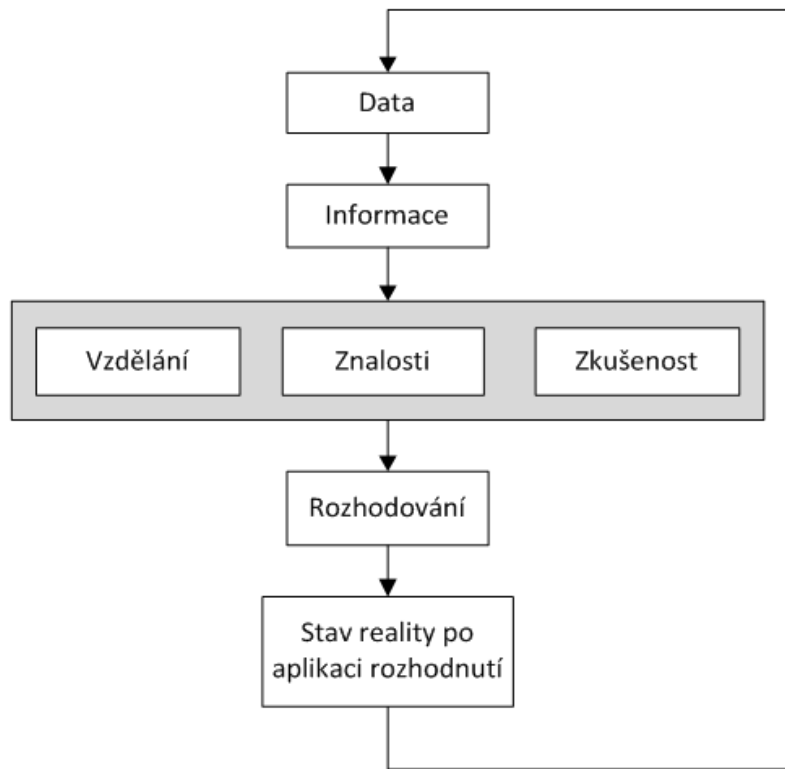 Data
Informace
Vzdělání
Znalosti
Zkušenost
Rozhodování
Stav reality po
aplikaci rozhodnutí